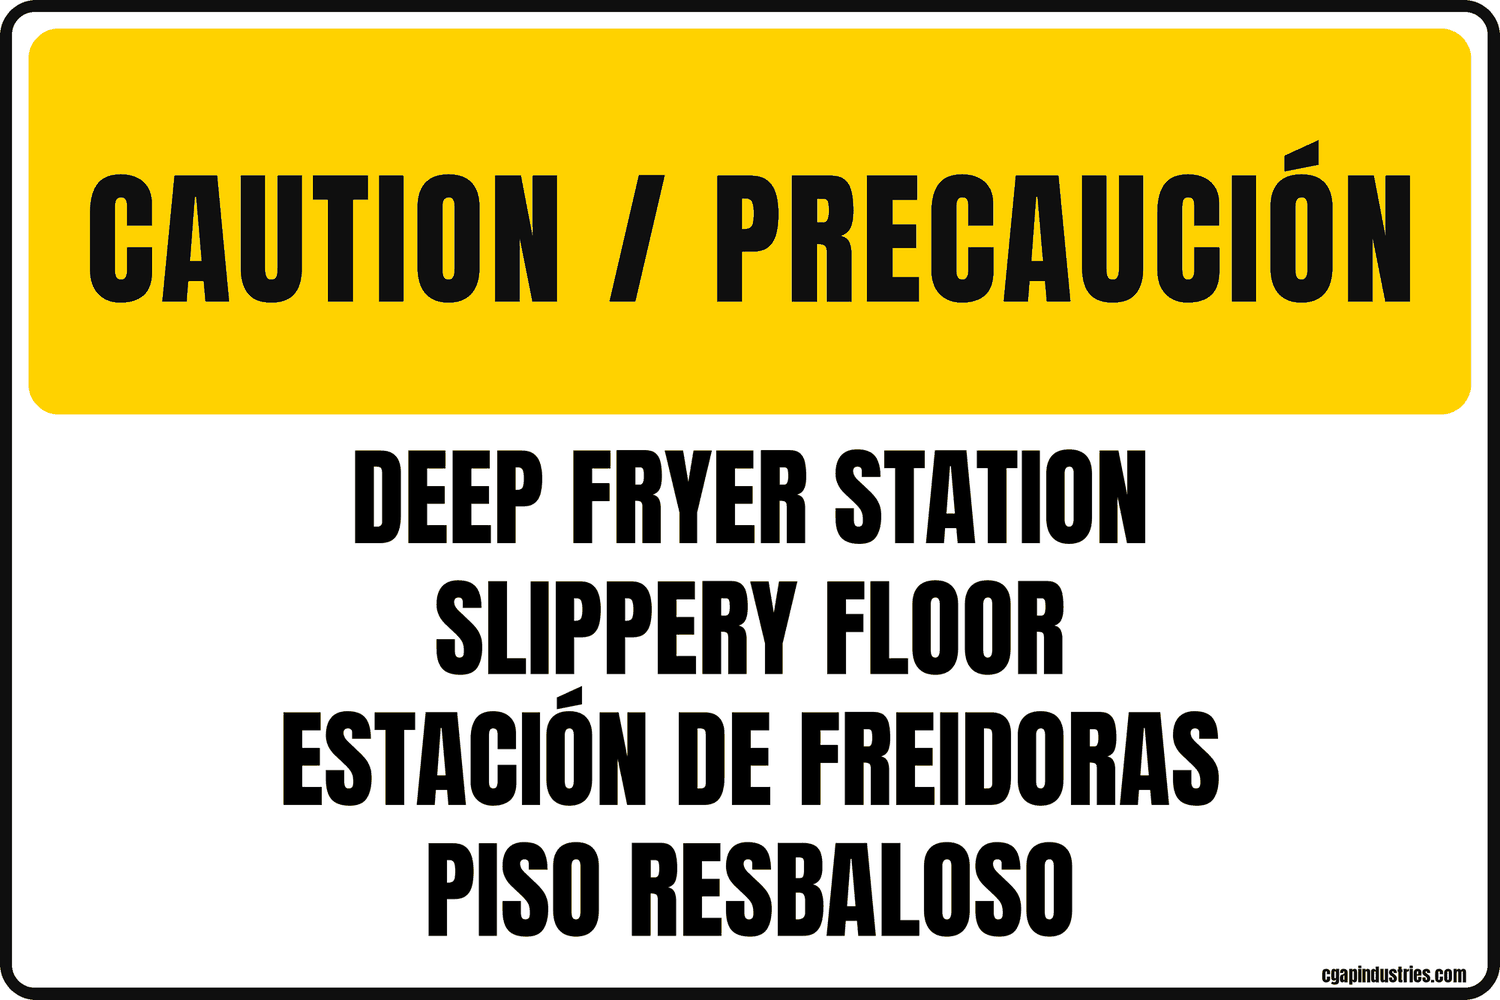 CAUTION / PRECAUCIÓN
DEEP FRYER STATION
SLIPPERY FLOOR
ESTACIÓN DE FREIDORAS
PISO RESBALOSO
cgapindustries.com